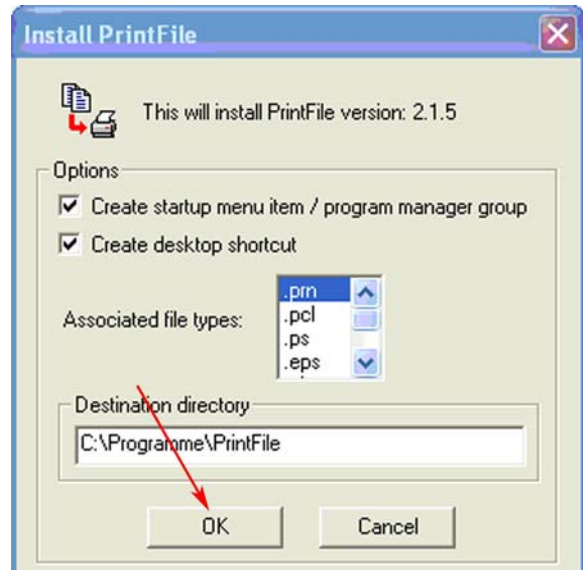 Install PrintFile
This will install PrintFile version: 2.1.5
Options
Create startup menu item / program manager group
Create desktop shortcut
Associated file types:
.prn
.pcl
.ps
.eps
Destination directory
C:\Programme\PrintFile
OK
Cancel